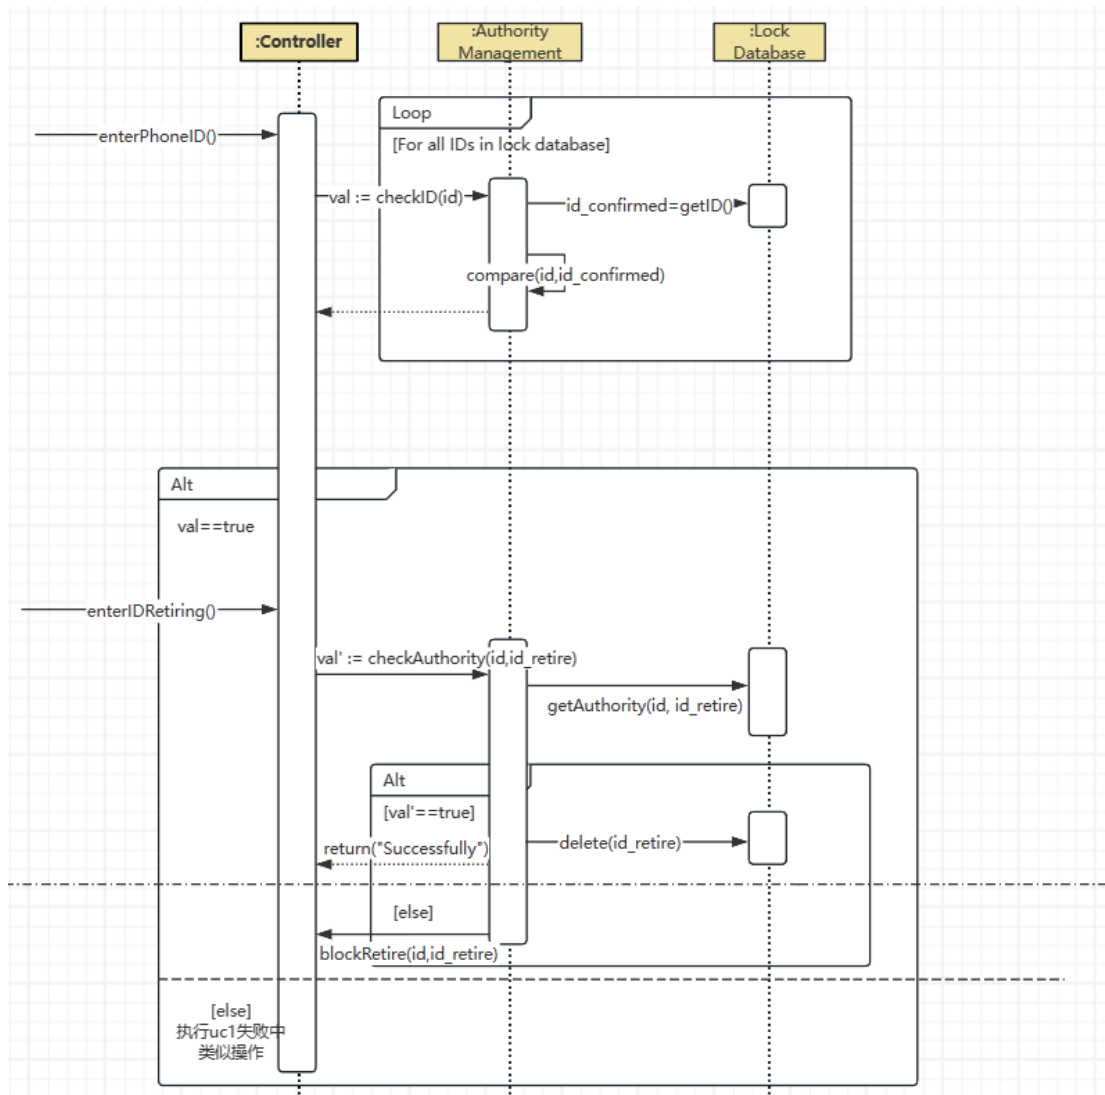 :Controller
:Authority
Management
:Lock
Database
Loop
enterPhoneID()
[For all IDs in lock database]
val := checkID(id)
id_confirmed=getID()
compare(id,id_confirmed)
Alt
val==true
enterIDRetiring()
val' := checkAuthority(id,id_retire)
getAuthority(id, id_retire)
Alt
[val'==true]
delete(id_retire)
return("Successfully")
[else]
blockRetire(id,id_retire)
[else]
执行uc1失败中
类似操作